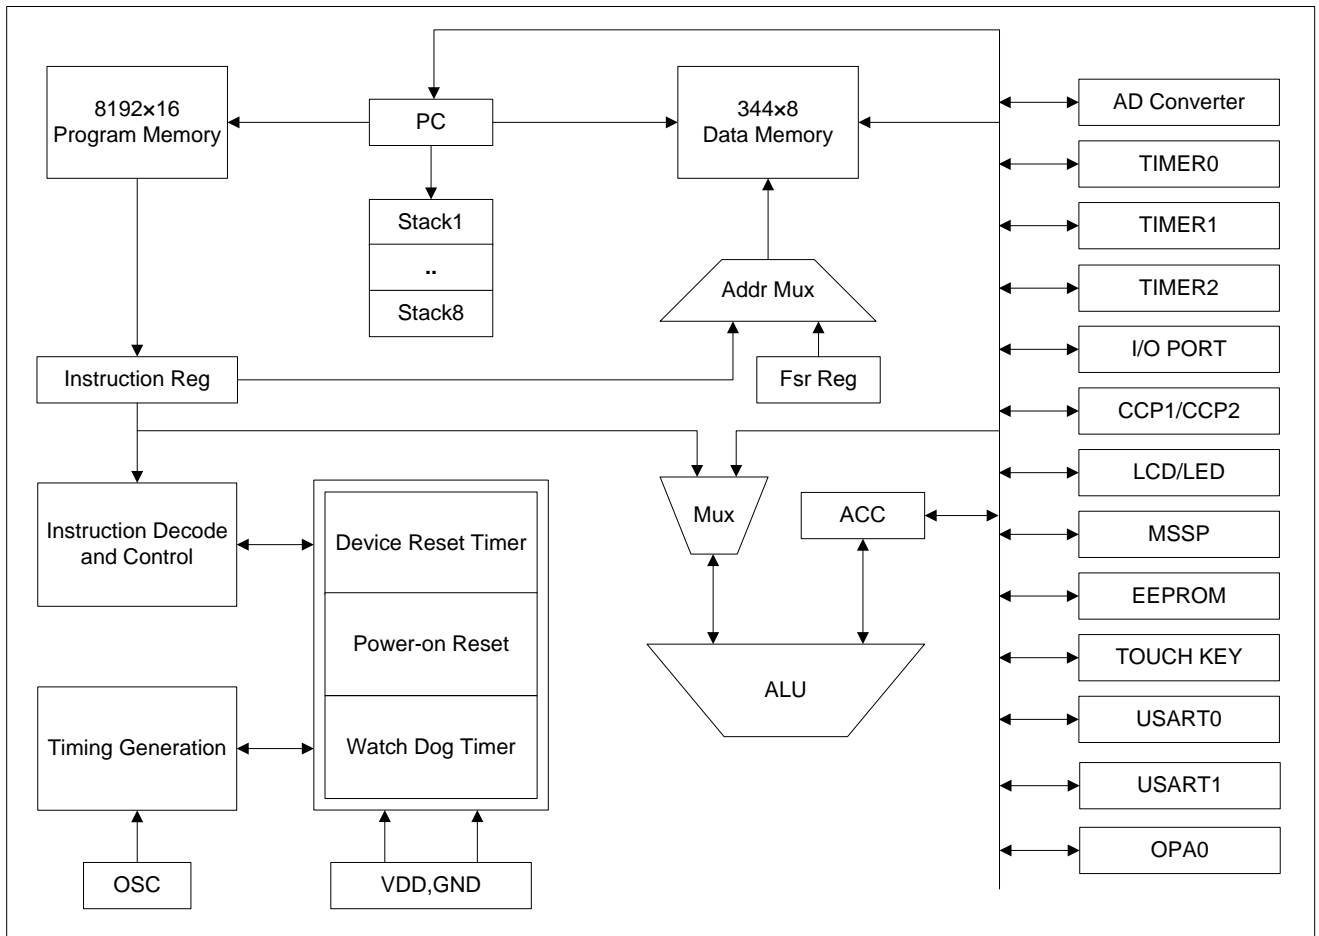 8192×16
Program Memory
PC
344×8
Data Memory
Stack1
..
Stack8
Addr Mux
Instruction Reg
Fsr Reg
Mux
ACC
Instruction Decode
and Control
Device Reset Timer
Power-on Reset
Watch Dog Timer
ALU
Timing Generation
OSC
VDD,GND
AD Converter
TIMER0
TIMER1
TIMER2
I/O PORT
CCP1/CCP2
LCD/LED
MSSP
EEPROM
TOUCH KEY
USART0
USART1
OPA0